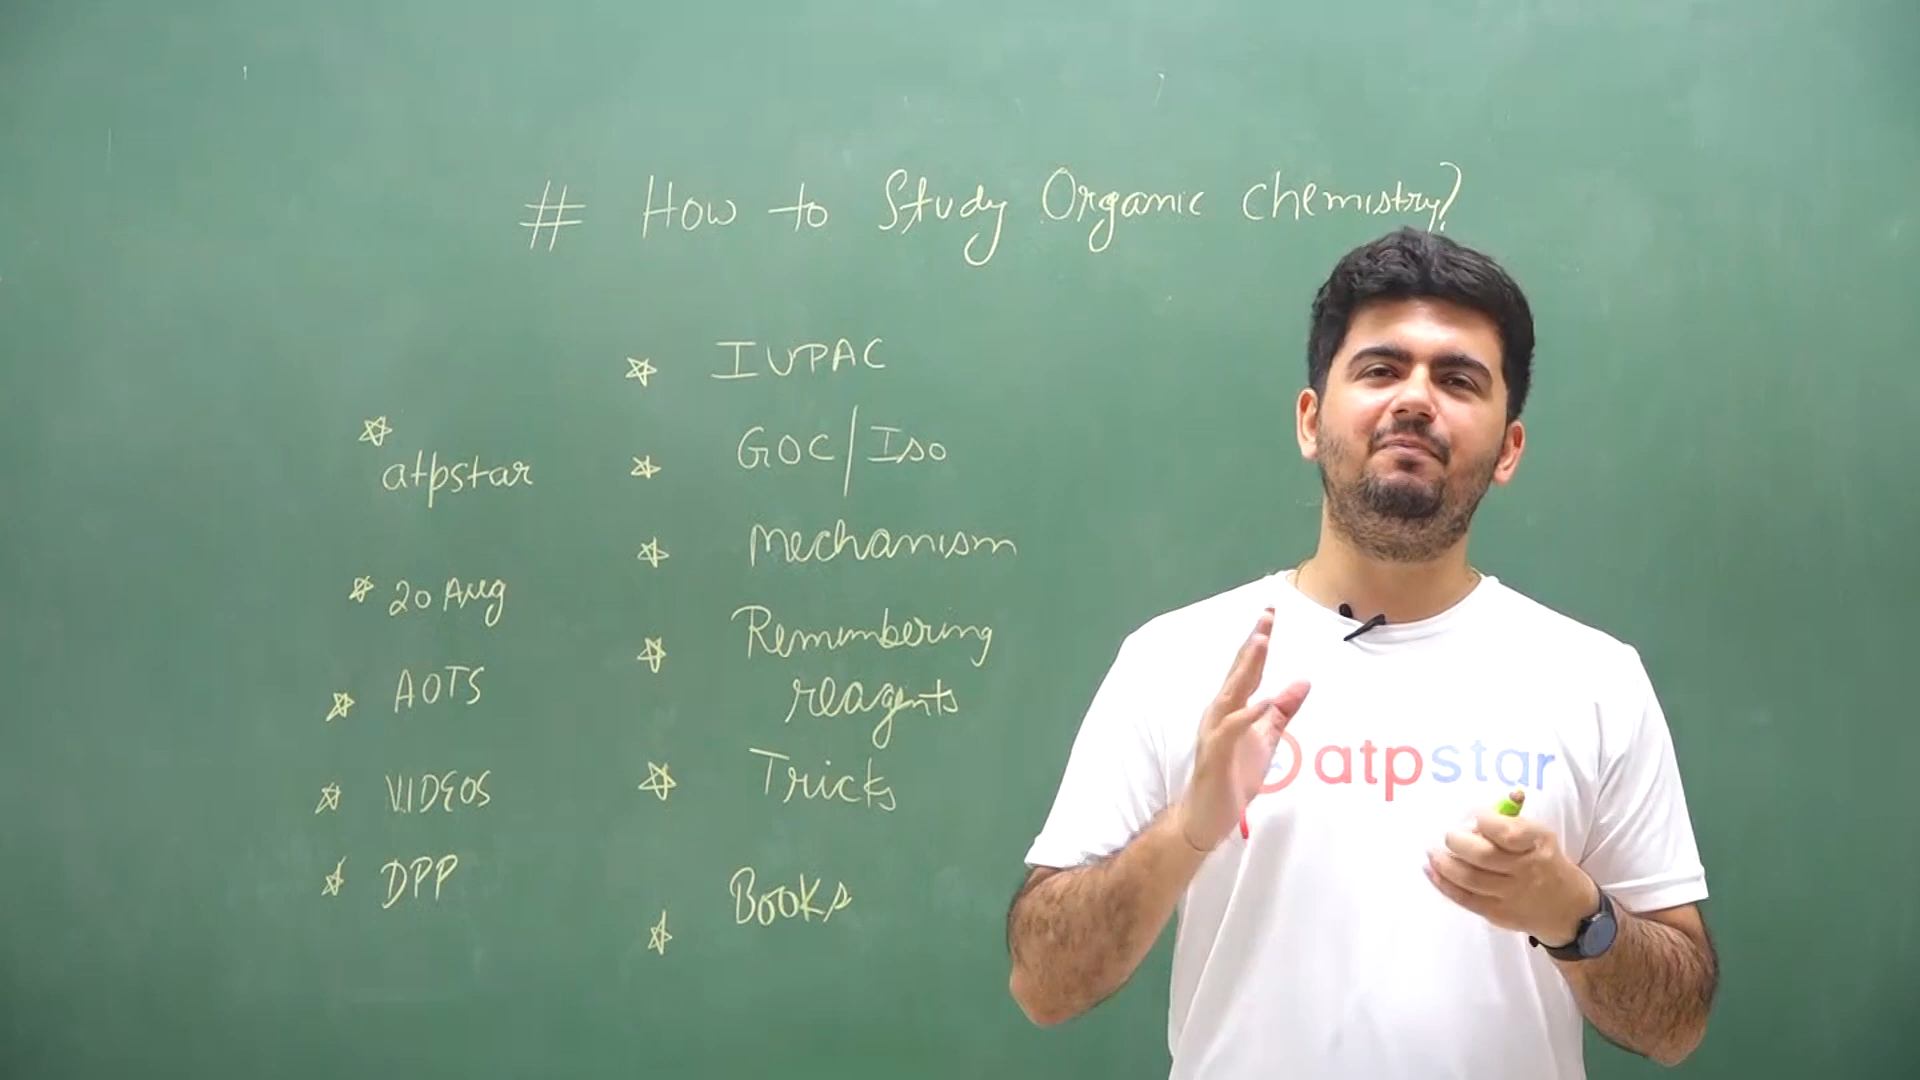 # How to Study Organic chemistry?
☆ IUPAC
☆ GOC/Iso
☆ Mechanism
☆ Remembering
reagents
☆ Tricks
☆ Books
☆ atpstar
☆ 20 Aug
☆ AOTS
☆ VIDEOS
☆ DPP
atpstar